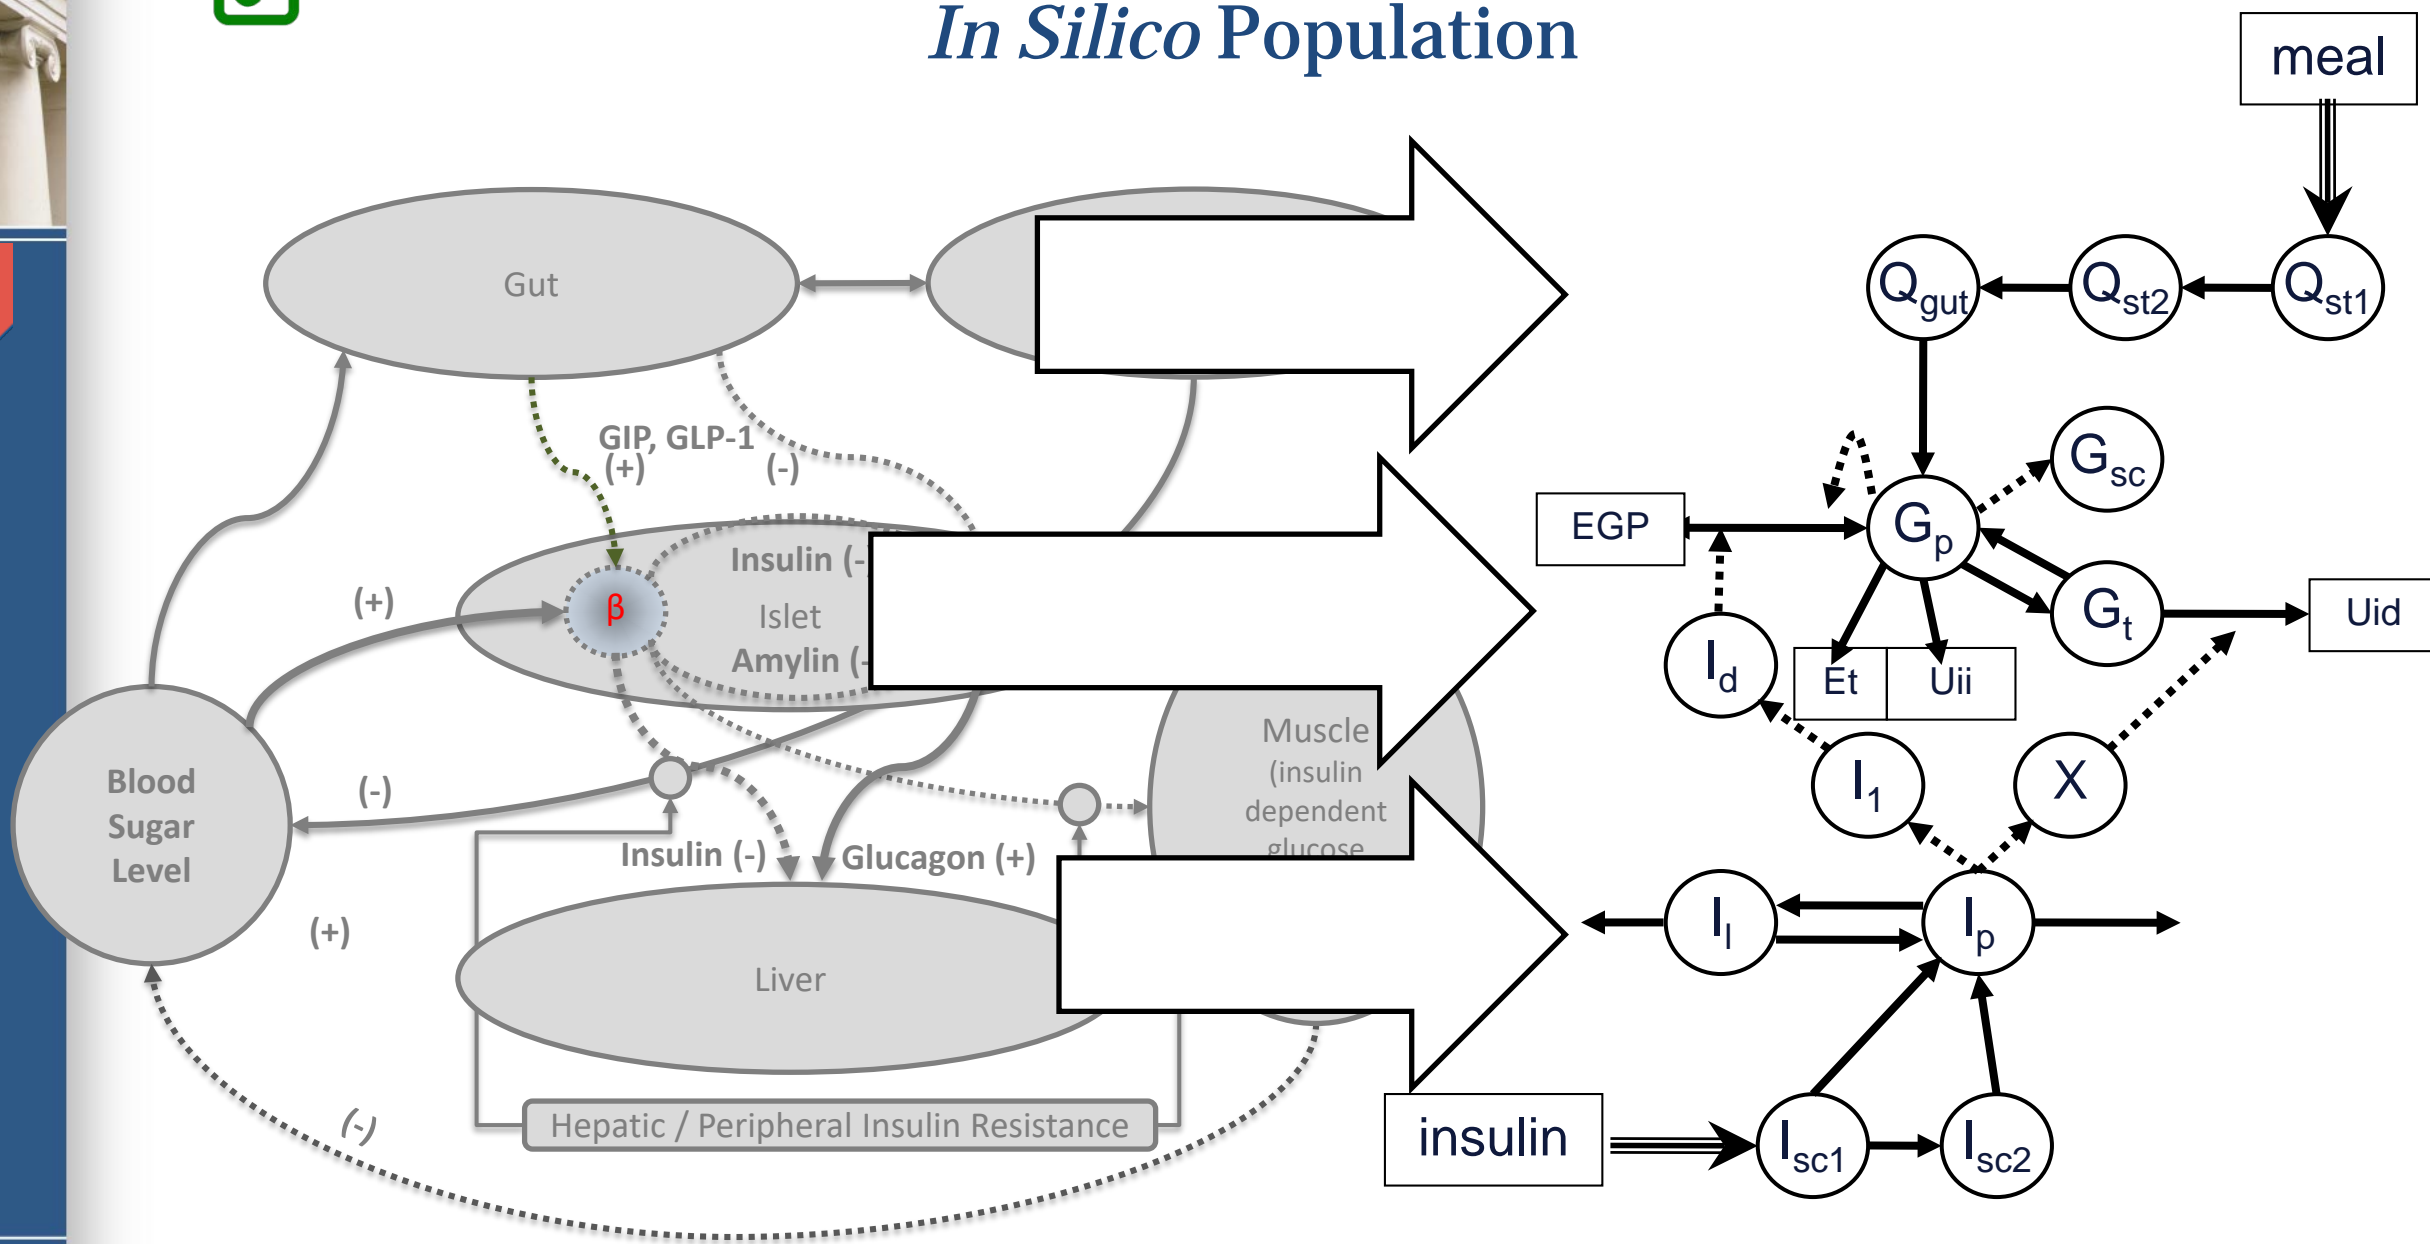 In Silico Population
meal
Gut
Qgut
Qst2
Qst1
GIP, GLP-1
(+)
(-)
Gsc
EGP
Gp
Insulin (-
(+)
β
Islet
Gt
Uid
Amylin (-
Id
Et
Uii
Muscle
(insulin
dependent
glucose
Blood
Sugar
Level
(-)
I1
X
Insulin (-)
Glucagon (+)
(+)
Il
Ip
Liver
(-)
Hepatic / Peripheral Insulin Resistance
insulin
Isc1
Isc2